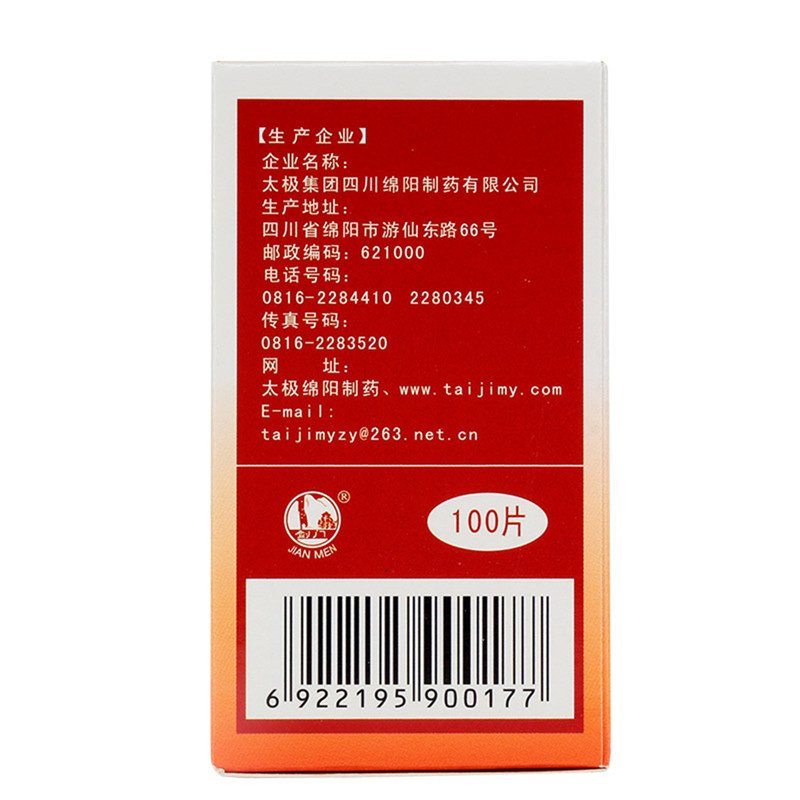 【生产企业】
企业名称：
太极集团四川绵阳制药有限公司
生产地址：
四川省绵阳市游仙东路66号
邮政编码：621000
电话号码：
0816-2284410 2280345
传真号码：
0816-2283520
网 址：
太极绵阳制药、www.taijimy.com
E-mail:
taijimyzy@263.net.cn
®
剑门
JIAN MEN
100片
6 922195 900177